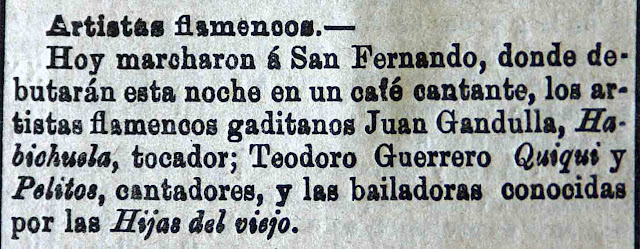 Artistas flamencos.—
Hoy marcharon á San Fernando, donde de-
butarán esta noche en un café cantante, los ar-
tistas flamencos gaditanos Juan Gandulla, Ha-
bichuela, tocador; Teodoro Guerrero Quiqui y
Pelitos, cantadores, y las bailadoras conocidas
por las Hijas del viejo.